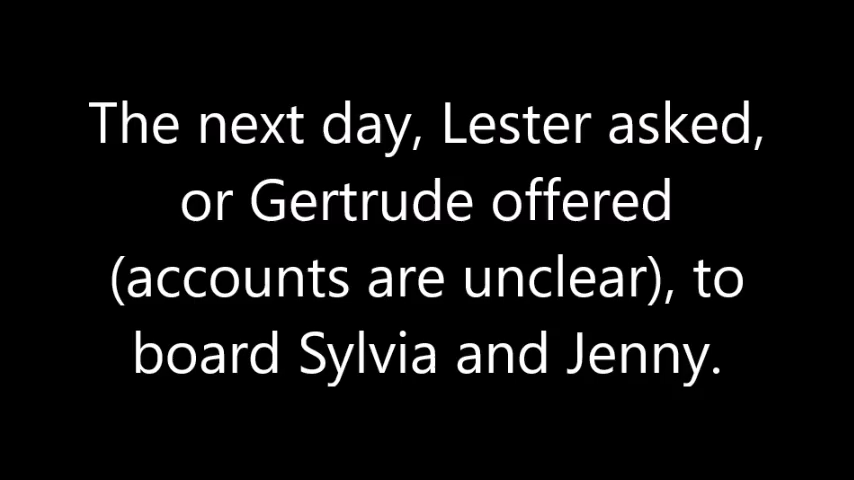 The next day, Lester asked,
or Gertrude offered
(accounts are unclear), to
board Sylvia and Jenny.